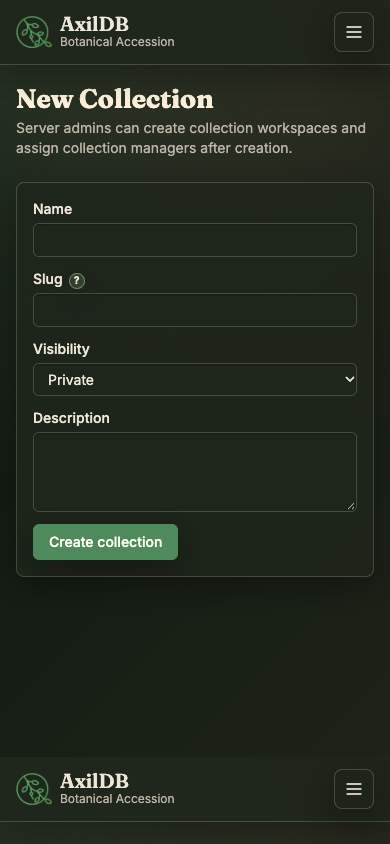 AxilDB
Botanical Accession
New Collection
Server admins can create collection workspaces and
assign collection managers after creation.
Name
Slug ?
Visibility
Private
Description
Create collection
AxilDB
Botanical Accession